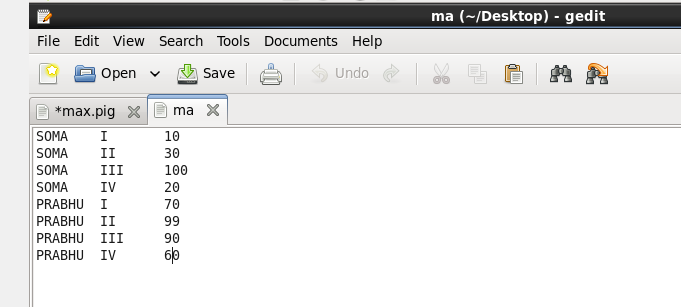 ma (~/Desktop) - gedit
File Edit View Search Tools Documents Help
Open Save Undo
*max.pig ma
SOMA I 10
SOMA II 30
SOMA III 100
SOMA IV 20
PRABHU I 70
PRABHU II 99
PRABHU III 90
PRABHU IV 60